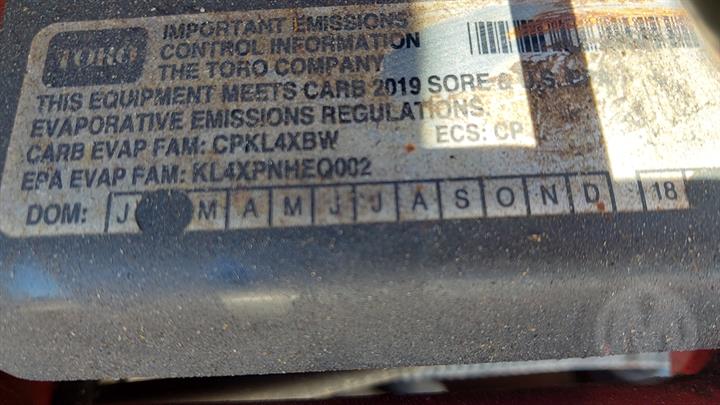 TORO
IMPORTANT EMISSIONS
CONTROL INFORMATION
THE TORO COMPANY
THIS EQUIPMENT MEETS CARB 2019 SORE & U.S.
EVAPORATIVE EMISSIONS REGULATIONS.
CARB EVAP FAM: CPKL4XBW ECS: CP
EPA EVAP FAM: KL4XPNHEQ002
DOM: J M A M J J A S O N D 18